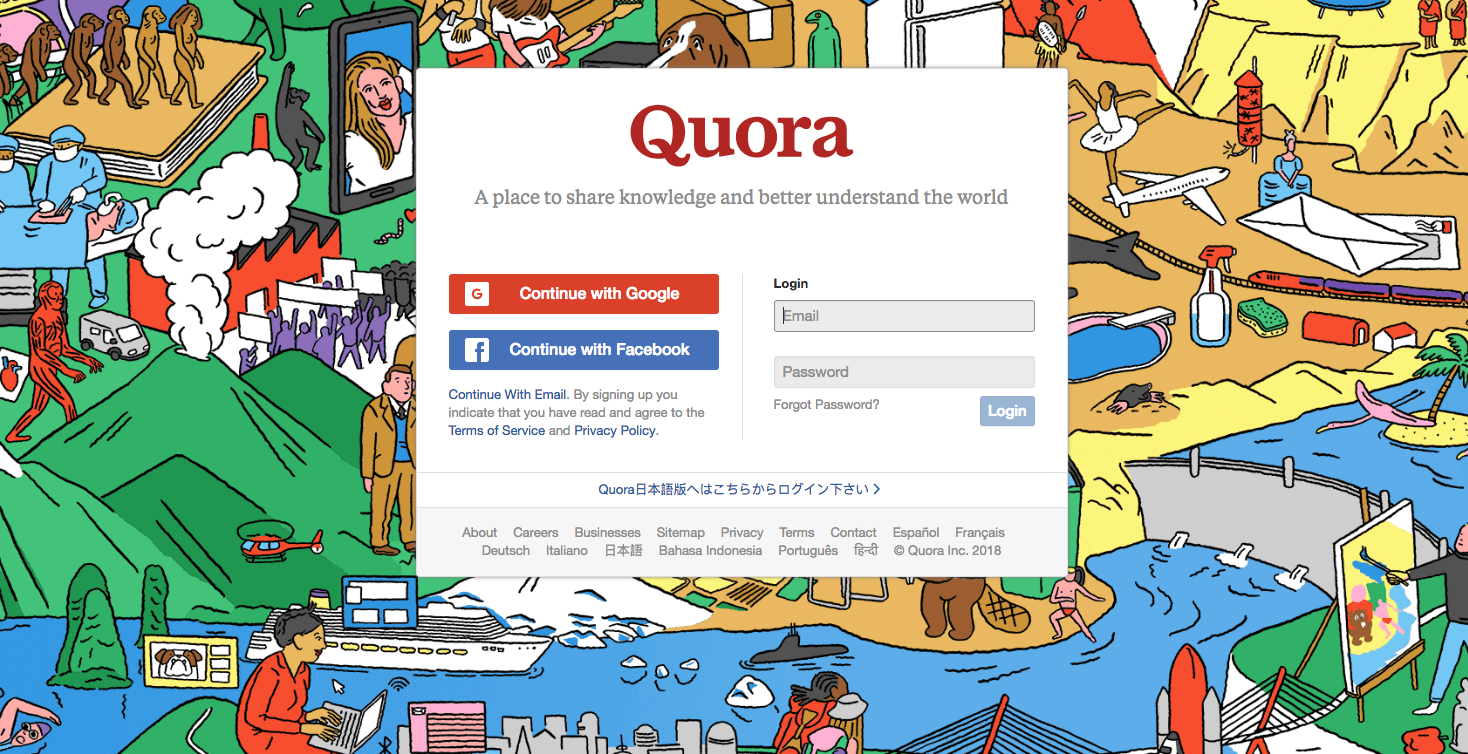 Quora
A place to share knowledge and better understand the world
G Continue with Google
f Continue with Facebook
Continue With Email. By signing up you
indicate that you have read and agree to the
Terms of Service and Privacy Policy.
Login
Email
Password
Forgot Password?
Login
Quora日本語版へはこちらからログイン下さい
About Careers Businesses Sitemap Privacy Terms Contact Español Français
Deutsch Italiano 日本語 Bahasa Indonesia Português हिन्दी © Quora Inc. 2018